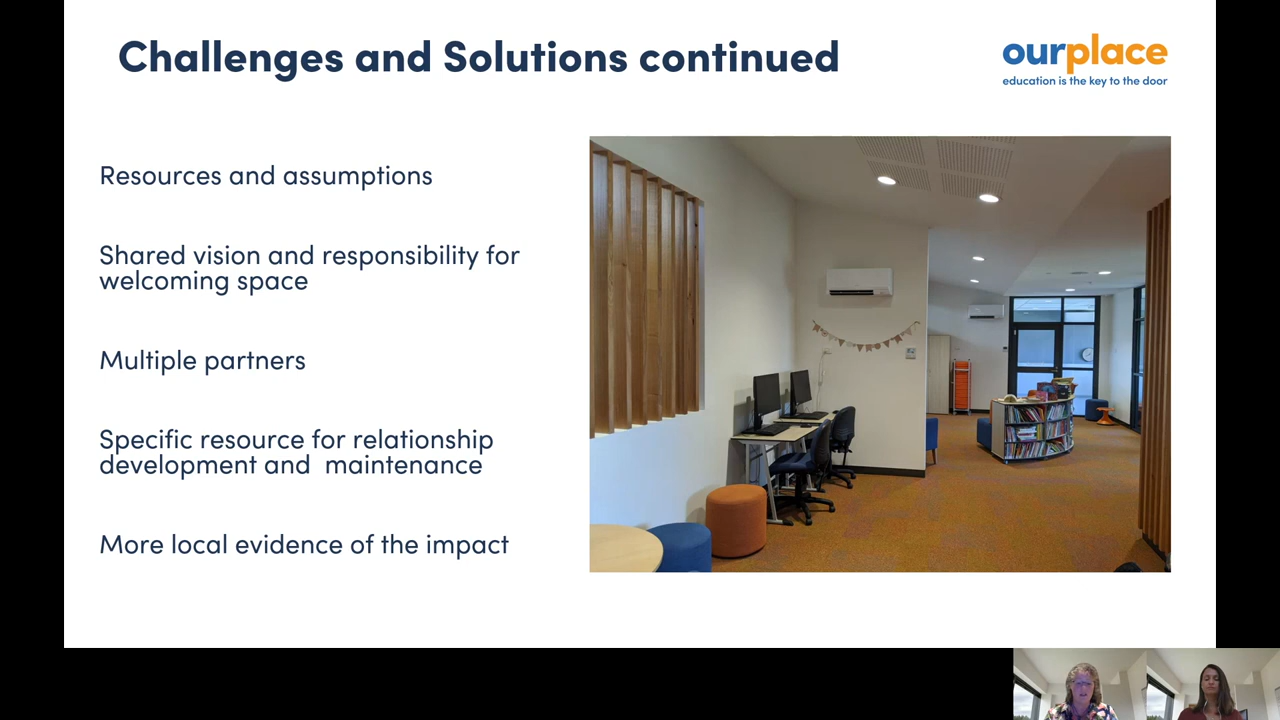 Challenges and Solutions continued
ourplace
education is the key to the door
Resources and assumptions
Shared vision and responsibility for
welcoming space
Multiple partners
Specific resource for relationship
development and  maintenance
More local evidence of the impact